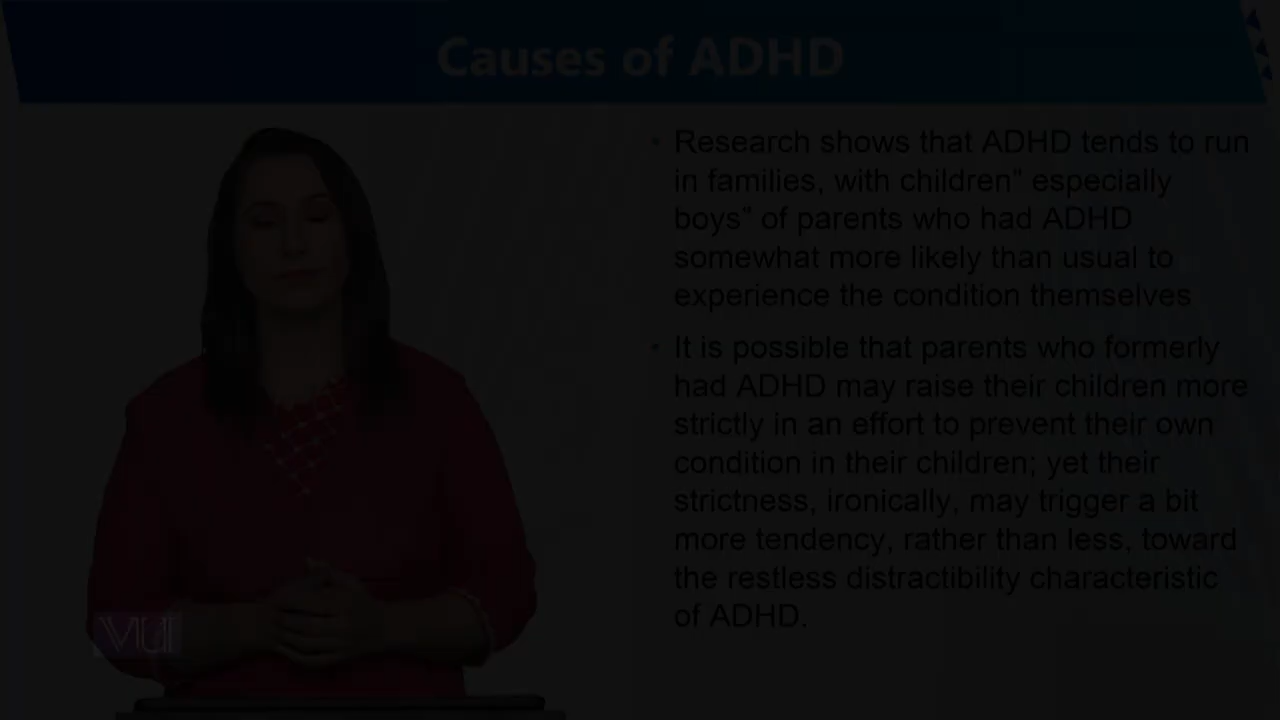 Causes of ADHD
• Research shows that ADHD tends to run
in families, with children" especially
boys" of parents who had ADHD
somewhat more likely than usual to
experience the condition themselves
• It is possible that parents who formerly
had ADHD may raise their children more
strictly in an effort to prevent their own
condition in their children; yet their
strictness, ironically, may trigger a bit
more tendency, rather than less, toward
the restless distractibility characteristic
of ADHD.
VU